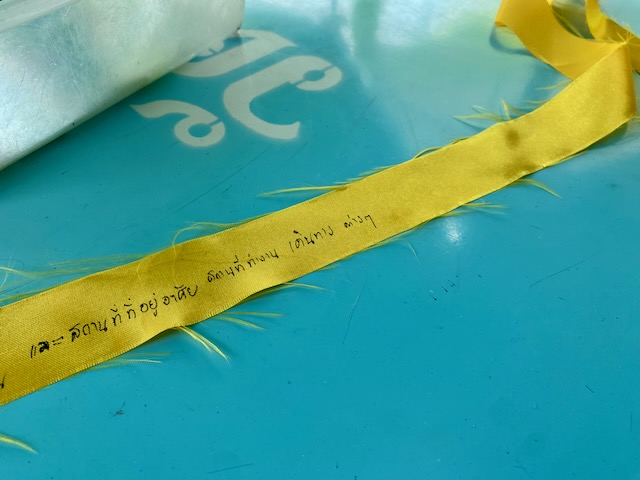 และสถานที่ที่อยู่อาศัย สถานที่ทำงาน เดินทาง ต่างๆ